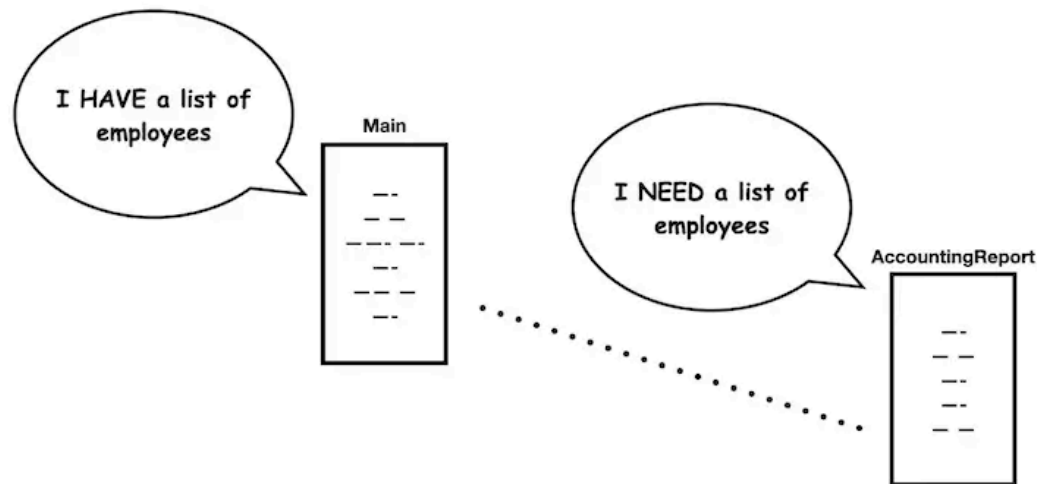 I HAVE a list of
employees
Main
I NEED a list of
employees
AccountingReport